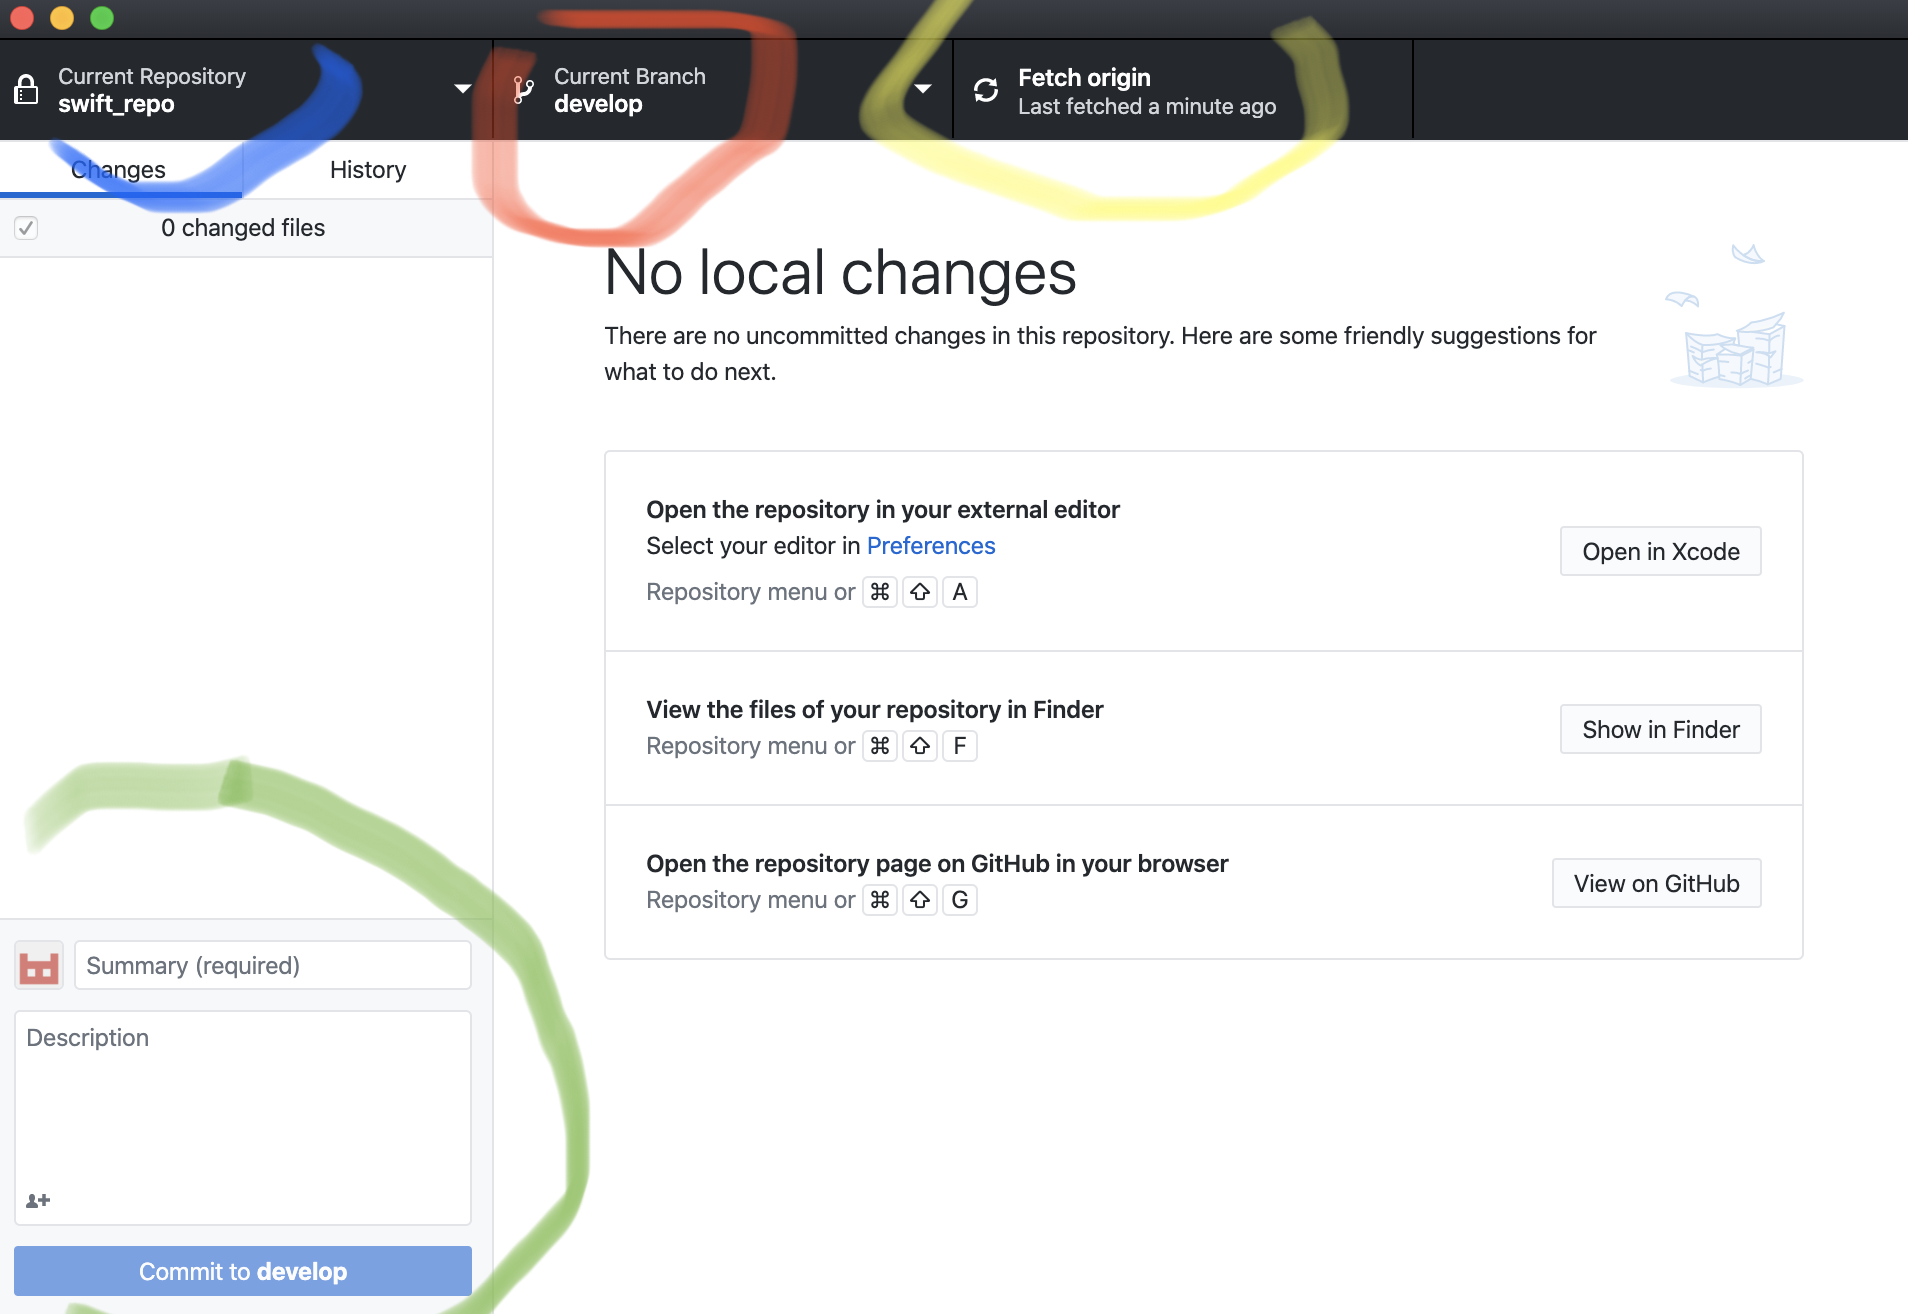 Current Repository
swift_repo
Current Branch
develop
Fetch origin
Last fetched a minute ago
Changes
History
0 changed files
No local changes
There are no uncommitted changes in this repository. Here are some friendly suggestions for
what to do next.
Open the repository in your external editor
Select your editor in Preferences
Repository menu or ⌘ ⇧ A
Open in Xcode
View the files of your repository in Finder
Repository menu or ⌘ ⇧ F
Show in Finder
Open the repository page on GitHub in your browser
Repository menu or ⌘ ⇧ G
View on GitHub
Summary (required)
Description
Commit to develop